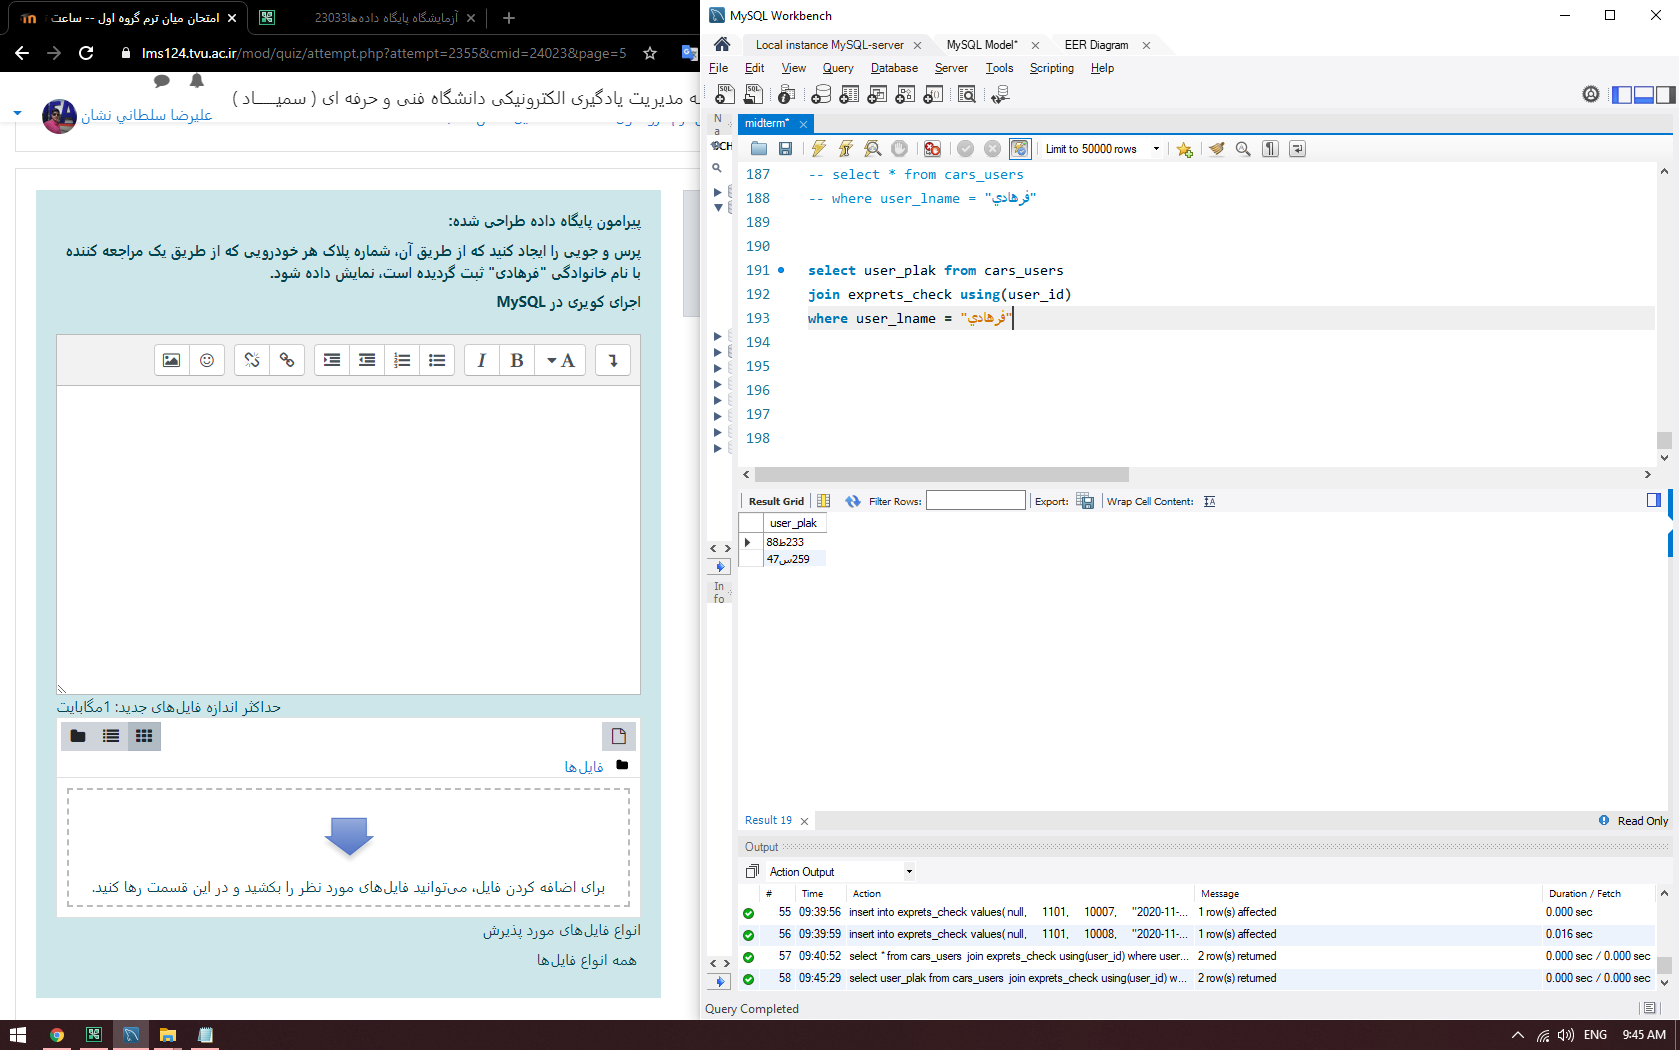 امتحان میان ترم گروه اول -- ساعت
آزمایشگاه پایگاه داده‌ها23033
lms124.tvu.ac.ir/mod/quiz/attempt.php?attempt=2355&cmid=24023&page=5
ه مدیریت یادگیری الکترونیکی دانشگاه فنی و حرفه ای ( سمیـــاد )
علیرضا سلطاني نشان
پیرامون پایگاه داده طراحی شده:
پرس و جویی را ایجاد کنید که از طریق آن، شماره پلاک هر خودرویی که از طریق یک مراجعه کننده
با نام خانوادگی "فرهادی" ثبت گردیده است، نمایش داده شود.
اجرای کویری در MySQL
I B A
حداکثر اندازه فایل‌های جدید: 1مگابایت
فایل‌ها
برای اضافه کردن فایل، می‌توانید فایل‌های مورد نظر را بکشید و در این قسمت رها کنید.
انواع فایل‌های مورد پذیرش
همه انواع فایل‌ها
MySQL Workbench
Local instance MySQL-server
MySQL Model*
EER Diagram
File Edit View Query Database Server Tools Scripting Help
Na
CH
midterm*
Limit to 50000 rows
187 -- select * from cars_users
188 -- where user_lname = "فرهادي"
189
190
191 select user_plak from cars_users
192 join exprets_check using(user_id)
193 where user_lname = "فرهادي"
194
195
196
197
198
Result Grid Filter Rows: Export: Wrap Cell Content:
user_plak
88ط233
47س259
Info
Result 19
Read Only
Output
Action Output
# Time Action Message Duration / Fetch
55 09:39:56 insert into exprets_check values( null, 1101, 10007, "2020-11-... 1 row(s) affected 0.000 sec
56 09:39:59 insert into exprets_check values( null, 1101, 10008, "2020-11-... 1 row(s) affected 0.016 sec
57 09:40:52 select * from cars_users join exprets_check using(user_id) where user... 2 row(s) returned 0.000 sec / 0.000 sec
58 09:45:29 select user_plak from cars_users join exprets_check using(user_id) w... 2 row(s) returned 0.000 sec / 0.000 sec
Query Completed
ENG 9:45 AM